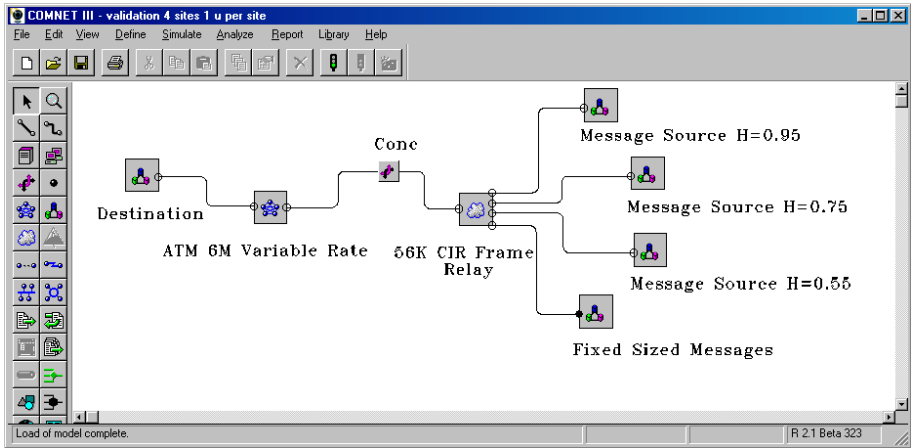 COMNET III - validation 4 sites 1 u per site
File Edit View Define Simulate Analyze Report Library Help
Message Source H=0.95
Conc
Message Source H=0.75
Destination
ATM 6M Variable Rate
56K CIR Frame
Relay
Message Source H=0.55
Fixed Sized Messages
Load of model complete.
R 2.1 Beta 323